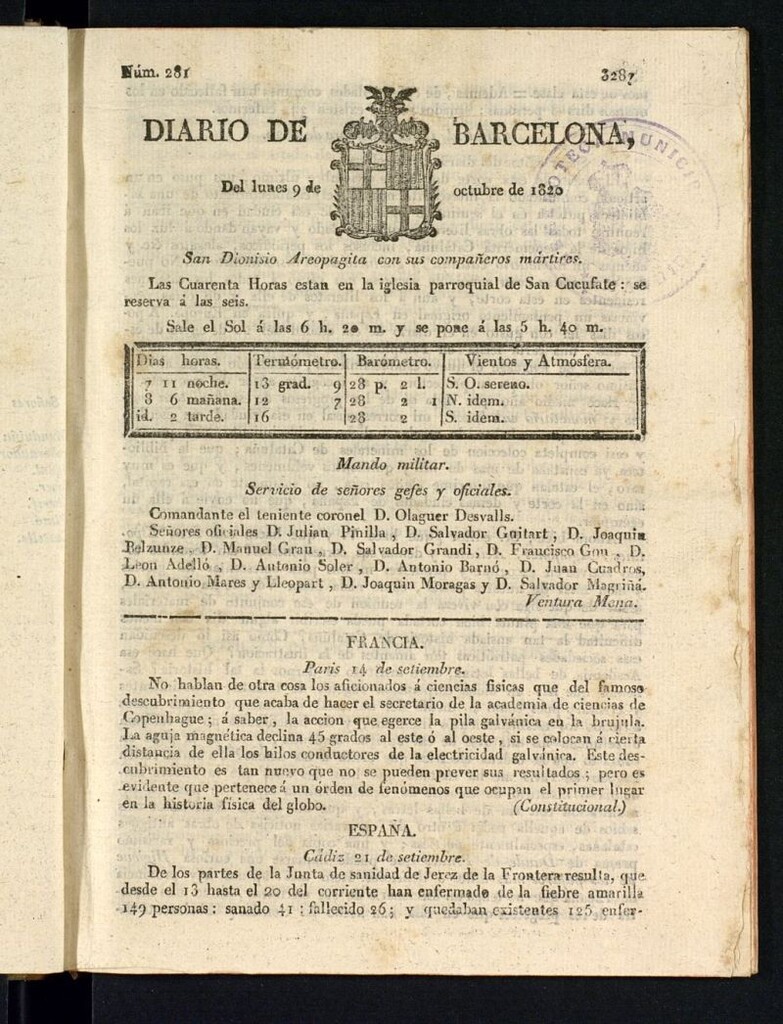 Núm. 281 3287
DIARIO DE BARCELONA,
Del lunes 9 de octubre de 1820
San Dionisio Areopagita con sus compañeros mártires.
Las Cuarenta Horas estan en la iglesia parroquial de San Cucufate: se
reserva á las seis.
Sale el Sol á las 6 h. 20 m. y se pone á las 5 h. 40 m.
Dias horas. Termómetro. Barómetro. Vientos y Atmósfera.
7 11 noche. 13 grad. 9 28 p. 2 l. S. O. sereno.
8 6 mañana. 12 7 28 2 1 N. idem.
id. 2 tarde. 16 28 2 S. idem.
Mando militar.
Servicio de señores gefes y oficiales.
Comandante el teniente coronel D. Olaguer Desvalls.
Señores oficiales D. Julian Pinilla, D. Salvador Guitart, D. Joaquin
Belzunze, D. Manuel Grau, D. Salvador Grandi, D. Francisco Gou, D.
Leon Adelló, D. Antonio Soler, D. Antonio Barnó, D. Juan Cuadros,
D. Antonio Mares y Lleopart, D. Joaquin Moragas y D. Salvador Magriñá.
Ventura Mena.
FRANCIA.
Paris 14 de setiembre.
No hablan de otra cosa los aficionados á ciencias fisicas que del famoso
descubrimiento que acaba de hacer el secretario de la academia de ciencias de
Copenhague; á saber, la accion que egerce la pila galvánica en la brujula.
La aguja magnética declina 45 grados al este ó al oeste, si se colocan á cierta
distancia de ella los hilos conductores de la electricidad galvánica. Este des-
cubrimiento es tan nuevo que no se pueden prever sus resultados; pero es
evidente que pertenece á un órden de fenómenos que ocupan el primer lugar
en la historia física del globo. (Constitucional.)
ESPAÑA.
Cádiz 21 de setiembre.
De los partes de la Junta de sanidad de Jerez de la Frontera resulta, que
desde el 13 hasta el 20 del corriente han enfermado de la fiebre amarilla
149 personas: sanado 41: fallecido 26; y quedaban existentes 125 enfer-